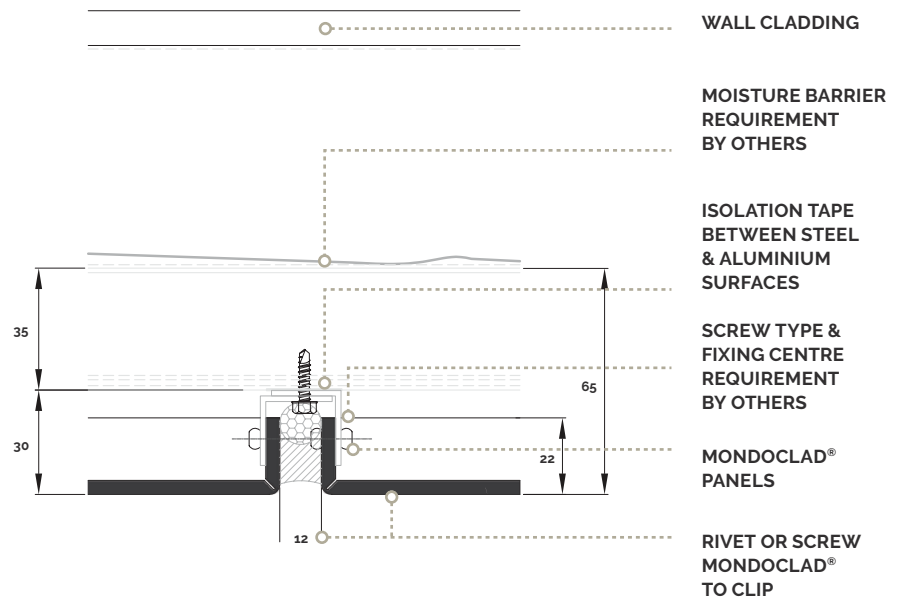 WALL CLADDING
MOISTURE BARRIER
REQUIREMENT
BY OTHERS
ISOLATION TAPE
BETWEEN STEEL
& ALUMINIUM
SURFACES
SCREW TYPE &
FIXING CENTRE
REQUIREMENT
BY OTHERS
MONDOCLAD®
PANELS
RIVET OR SCREW
MONDOCLAD®
TO CLIP
35
30
65
22
12